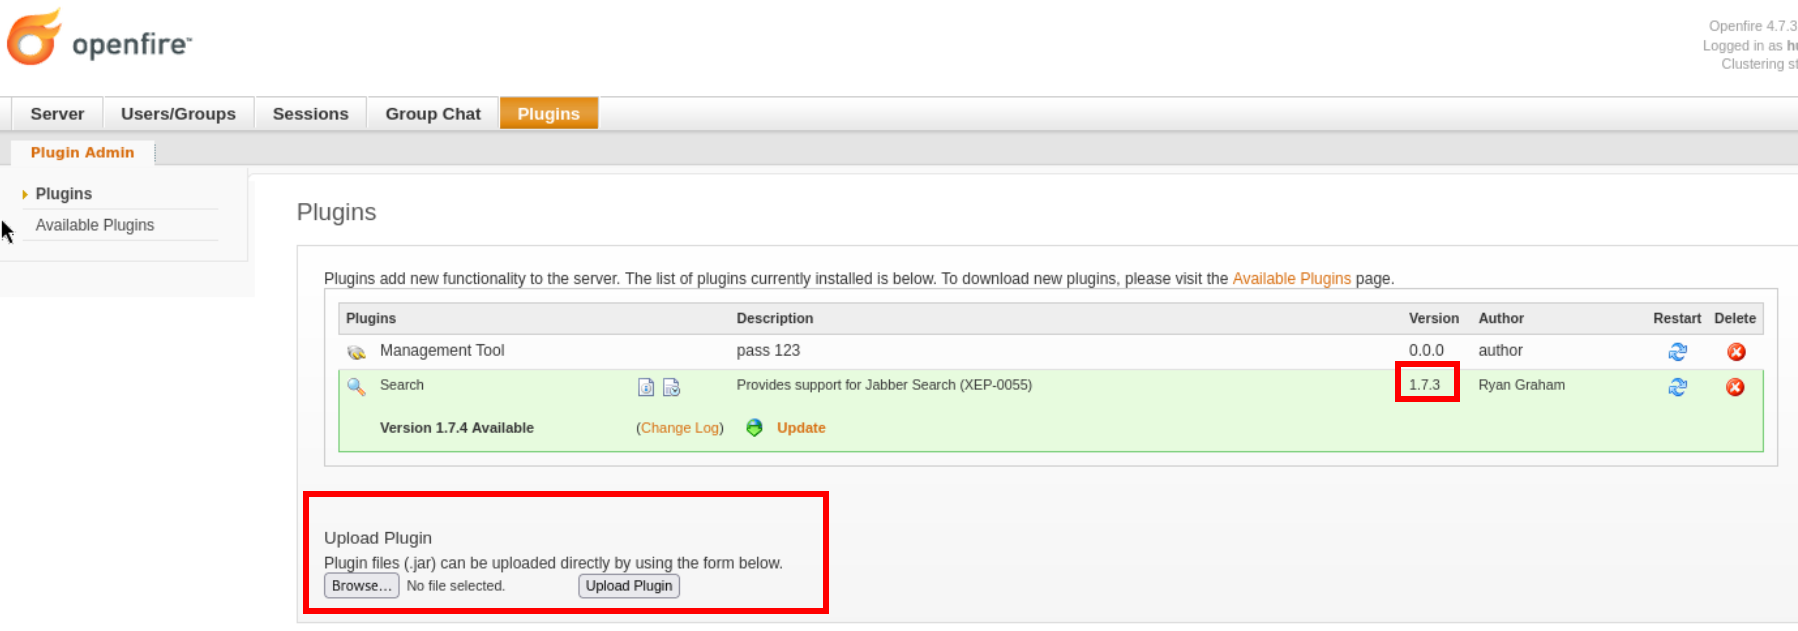 openfire™
Openfire 4.7.3
Logged in as
Clustering
Server Users/Groups Sessions Group Chat Plugins
Plugin Admin
Plugins
Available Plugins
Plugins
Plugins add new functionality to the server. The list of plugins currently installed is below. To download new plugins, please visit the Available Plugins page.
Plugins Description Version Author Restart Delete
Management Tool pass 123 0.0.0 author
Search Provides support for Jabber Search (XEP-0055) 1.7.3 Ryan Graham
Version 1.7.4 Available (Change Log) Update
Upload Plugin
Plugin files (.jar) can be uploaded directly by using the form below.
Browse... No file selected. Upload Plugin